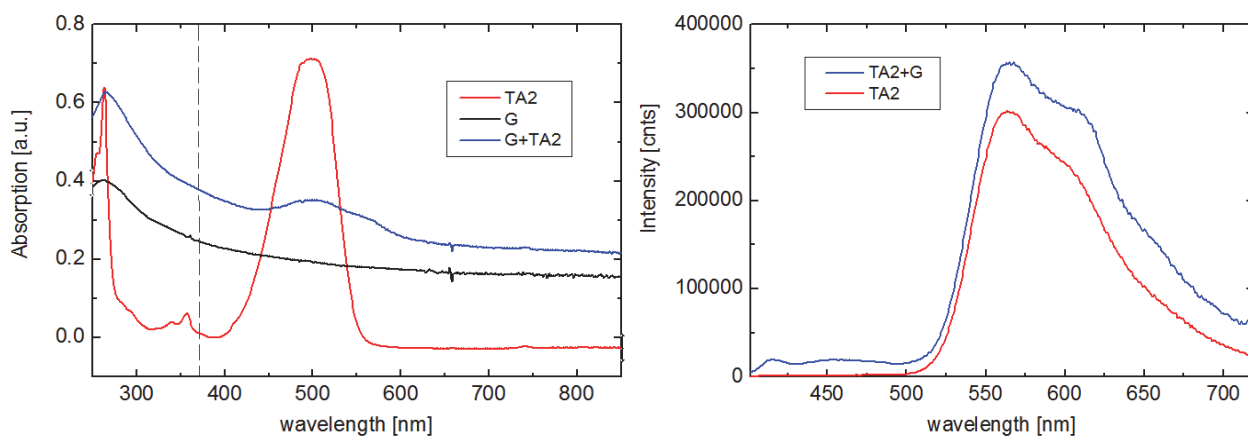 0.8
0.6
0.4
0.2
0.0
Absorption [a.u.]
TA2
G
G+TA2
300 400 500 600 700 800
wavelength [nm]
400000
300000
200000
100000
0
Intensity [cnts]
TA2+G
TA2
450 500 550 600 650 700
wavelength [nm]